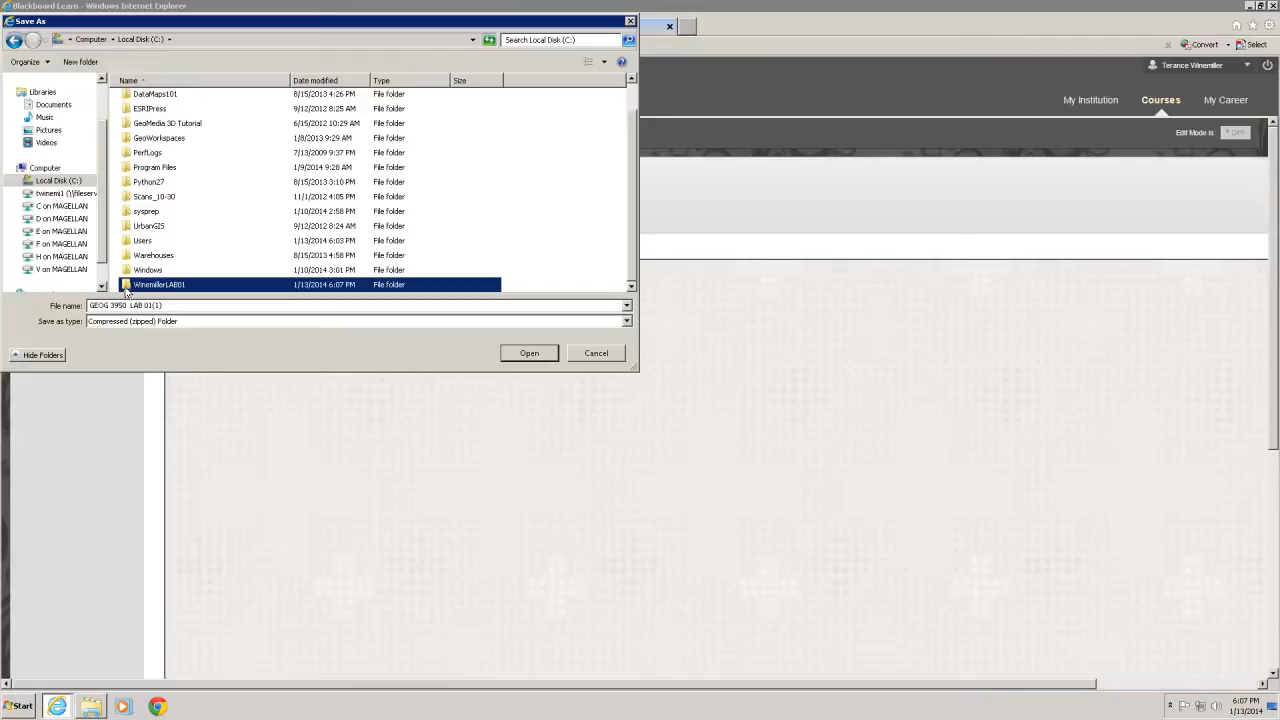 Blackboard Learn - Windows Internet Explorer
Save As
Computer Local Disk (C:) Search Local Disk (C:)
Organize New folder
Name Date modified Type Size
Libraries
Documents
Music
Pictures
Videos
Computer
Local Disk (C:)
twinemi1 (\\fileserv
C on MAGELLAN
D on MAGELLAN
E on MAGELLAN
F on MAGELLAN
H on MAGELLAN
V on MAGELLAN
DataMaps101 8/15/2013 4:26 PM File folder
ESRIPress 9/12/2012 8:25 AM File folder
GeoMedia 3D Tutorial 6/15/2012 10:29 AM File folder
GeoWorkspaces 1/8/2013 9:29 AM File folder
PerfLogs 7/13/2009 9:37 PM File folder
Program Files 1/9/2014 9:28 AM File folder
Python27 8/15/2013 3:10 PM File folder
Scans_10-30 11/1/2012 4:05 PM File folder
sysprep 1/10/2014 2:58 PM File folder
UrbanGIS 9/12/2012 8:24 AM File folder
Users 1/13/2014 6:03 PM File folder
Warehouses 8/15/2013 4:58 PM File folder
Windows 1/10/2014 3:01 PM File folder
WinemillerLAB01 1/13/2014 6:07 PM File folder
File name: GEOG 3950 LAB 01(1)
Save as type: Compressed (zipped) Folder
Hide Folders Open Cancel
Convert Select
Terance Winemiller
My Institution Courses My Career
Edit Mode is: OFF
Start
6:07 PM
1/13/2014